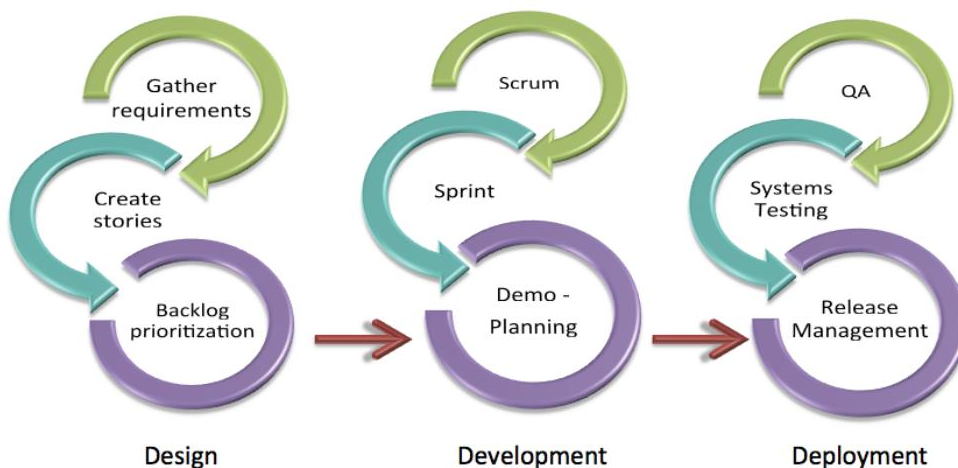 Gather
requirements
Create
stories
Backlog
prioritization
Design
Scrum
Sprint
Demo -
Planning
Development
QA
Systems
Testing
Release
Management
Deployment